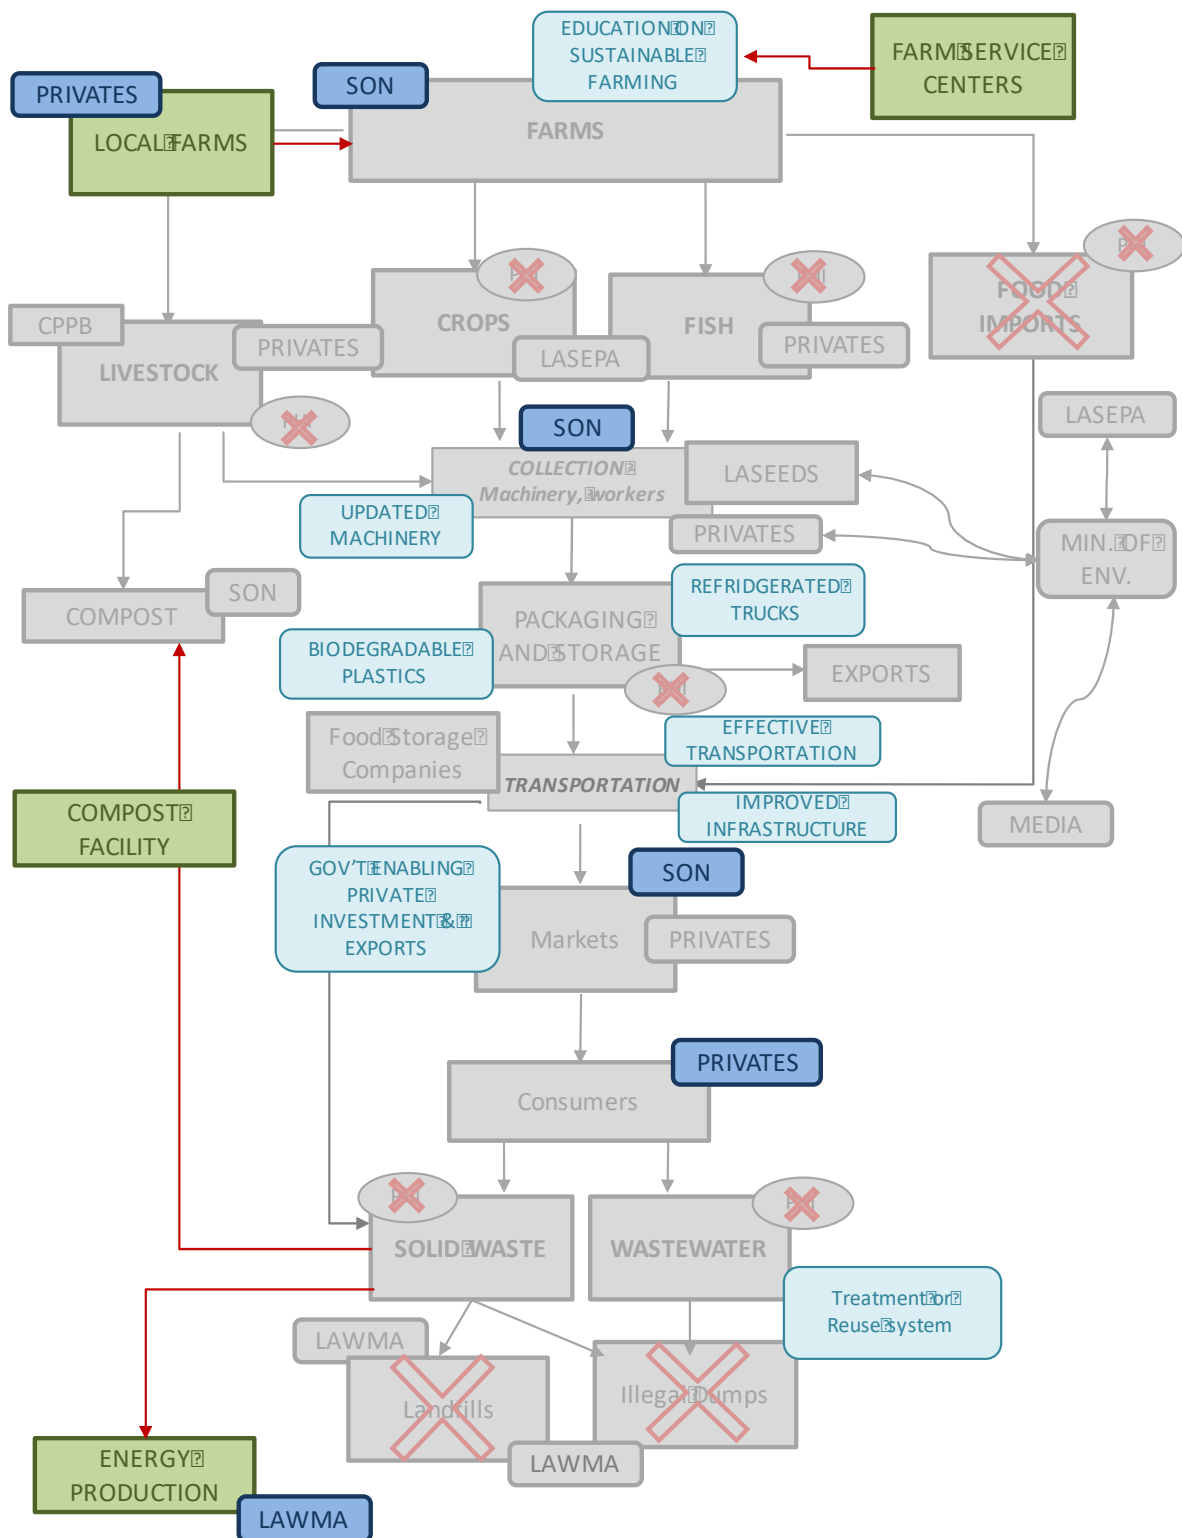 EDUCATION ON
SUSTAINABLE
FARMING
FARM SERVICE
CENTERS
PRIVATES
SON
LOCAL FARMS
FARMS
CPPB
LIVESTOCK
PRIVATES
CROPS
LASEPA
FISH
PRIVATES
FOOD
IMPORTS
LASEPA
SON
COLLECTION -
Machinery, workers
LASEEDS
UPDATED
MACHINERY
PRIVATES
MIN. OF
ENV.
SON
COMPOST
REFRIDGERATED
TRUCKS
PACKAGING
AND STORAGE
BIODEGRADABLE
PLASTICS
EXPORTS
Food Storage
Companies
EFFECTIVE
TRANSPORTATION
TRANSPORTATION
IMPROVED
INFRASTRUCTURE
MEDIA
COMPOST
FACILITY
GOV'T ENABLING
PRIVATE
INVESTMENT &
EXPORTS
SON
Markets
PRIVATES
PRIVATES
Consumers
SOLID WASTE
WASTEWATER
Treatment or
Reuse system
LAWMA
Landfills
Illegal Dumps
LAWMA
ENERGY
PRODUCTION
LAWMA